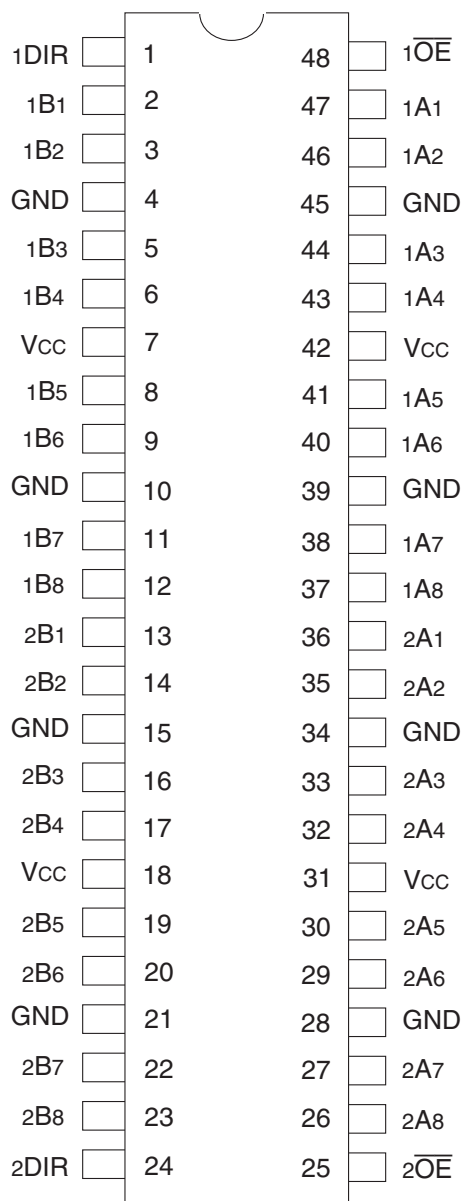 1DIR 1 48 1O̅E̅
1B1 2 47 1A1
1B2 3 46 1A2
GND 4 45 GND
1B3 5 44 1A3
1B4 6 43 1A4
VCC 7 42 VCC
1B5 8 41 1A5
1B6 9 40 1A6
GND 10 39 GND
1B7 11 38 1A7
1B8 12 37 1A8
2B1 13 36 2A1
2B2 14 35 2A2
GND 15 34 GND
2B3 16 33 2A3
2B4 17 32 2A4
VCC 18 31 VCC
2B5 19 30 2A5
2B6 20 29 2A6
GND 21 28 GND
2B7 22 27 2A7
2B8 23 26 2A8
2DIR 24 25 2O̅E̅